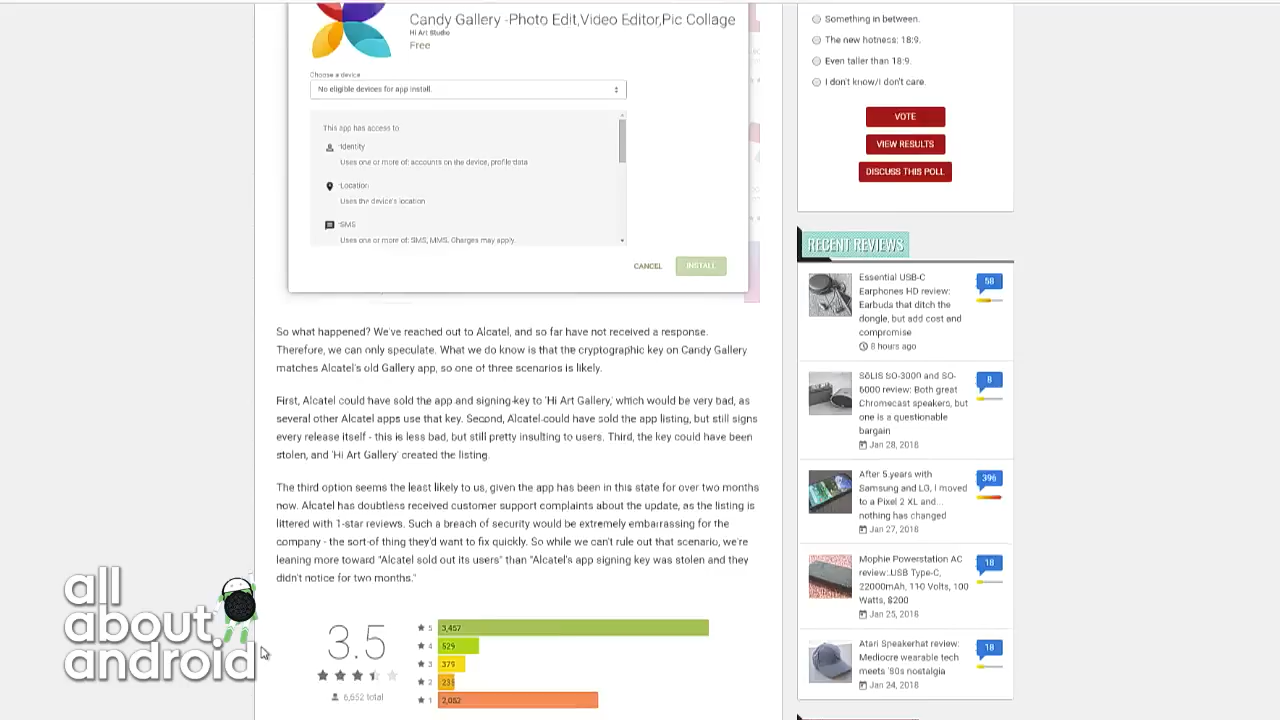 Candy Gallery -Photo Edit,Video Editor,Pic Collage
Hi Art Studio
Free
Choose a device
No eligible devices for app install.
This app has access to
Identity
Uses one or more of: accounts on the device, profile data
Location
Uses the device's location
SMS
Uses one or more of: SMS, MMS. Charges may apply.
CANCEL
INSTALL
So what happened? We've reached out to Alcatel, and so far have not received a response.
Therefore, we can only speculate. What we do know is that the cryptographic key on Candy Gallery
matches Alcatel's old Gallery app, so one of three scenarios is likely.
First, Alcatel could have sold the app and signing key to 'Hi Art Gallery,' which would be very bad, as
several other Alcatel apps use that key. Second, Alcatel could have sold the app listing, but still signs
every release itself - this is less bad, but still pretty insulting to users. Third, the key could have been
stolen, and 'Hi Art Gallery' created the listing.
The third option seems the least likely to us, given the app has been in this state for over two months
now. Alcatel has doubtless received customer support complaints about the update, as the listing is
littered with 1-star reviews. Such a breach of security would be extremely embarrassing for the
company - the sort of thing they'd want to fix quickly. So while we can't rule out that scenario, we're
leaning more toward "Alcatel sold out its users" than "Alcatel's app signing key was stolen and they
didn't notice for two months."
3.5
6,652 total
5 3,457
4 529
3 379
2 235
1 2,052
Something in between.
The new hotness: 18:9.
Even taller than 18:9.
I don't know/I don't care.
VOTE
VIEW RESULTS
DISCUSS THIS POLL
RECENT REVIEWS
Essential USB-C
Earphones HD review:
Earbuds that ditch the
dongle, but add cost and
compromise
8 hours ago
58
SōLIS SO-3000 and SO-
6000 review: Both great
Chromecast speakers, but
one is a questionable
bargain
Jan 28, 2018
8
After 5 years with
Samsung and LG, I moved
to a Pixel 2 XL and...
nothing has changed
Jan 27, 2018
396
Mophie Powerstation AC
review: USB Type-C,
22000mAh, 110 Volts, 100
Watts, $200
Jan 25, 2018
18
Atari Speakerhat review:
Mediocre wearable tech
meets '80s nostalgia
Jan 24, 2018
18
all
about
android